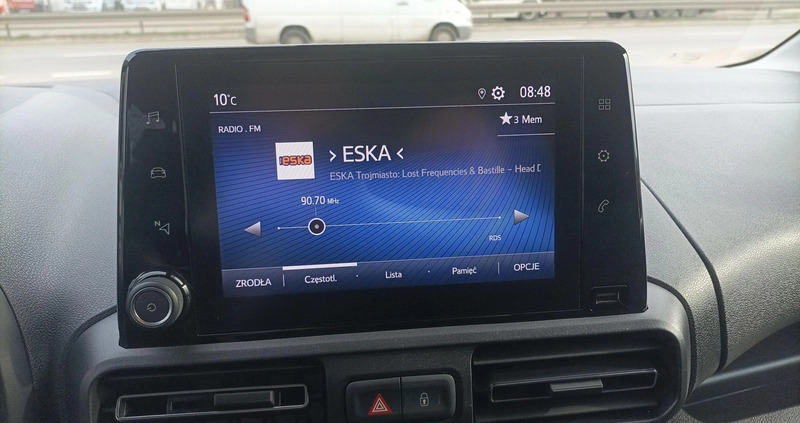 10°C
08:48
RADIO . FM
★3 Mem
ESKA
› ESKA ‹
ESKA Trojmiasto: Lost Frequencies & Bastille – Head D
90.70 MHz
RDS
ZRODŁA
Częstotl.
Lista
Pamięć
OPCJE
N